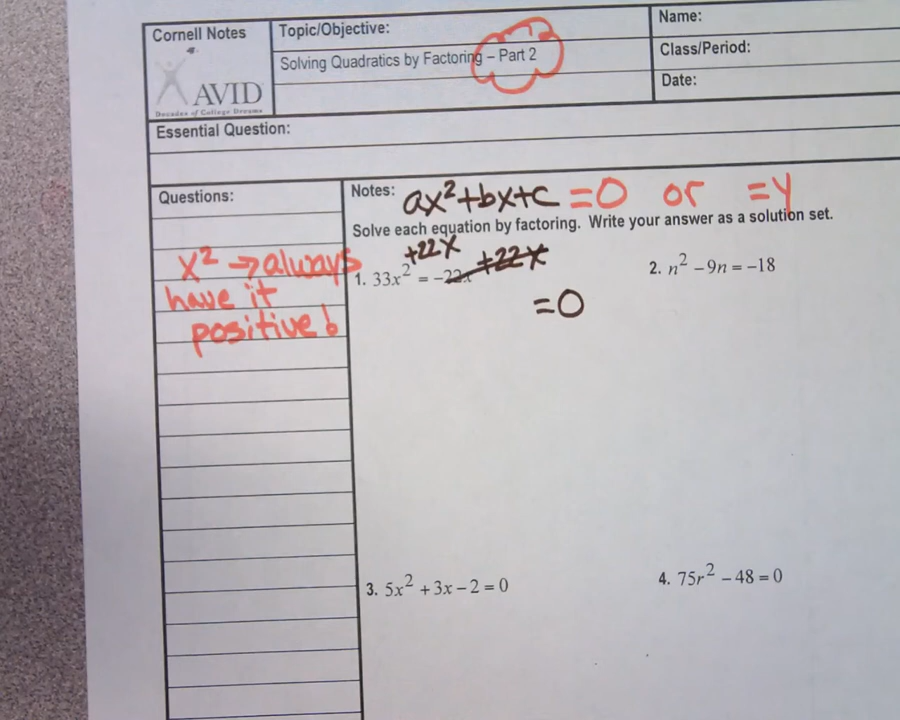 Cornell Notes
AVID
Decades of College Dreams
Topic/Objective:
Solving Quadratics by Factoring – Part 2
Name:
Class/Period:
Date:
Essential Question:
Questions:
x² → always
have it
positive!
Notes: ax²+bx+c =0 or =y
Solve each equation by factoring. Write your answer as a solution set.
+22x +22x
1. 33x² = -22x
=0
2. n² – 9n = –18
3. 5x² + 3x – 2 = 0
4. 75r² – 48 = 0